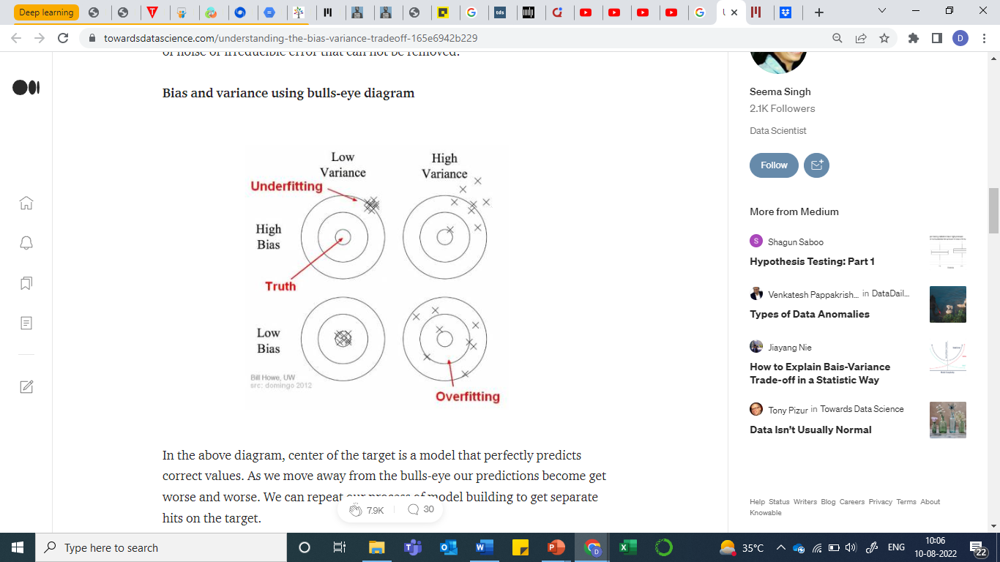 Deep learning
tds
towardsdatascience.com/understanding-the-bias-variance-tradeoff-165e6942b229
D
of noise or irreducible error that can not be removed.
Bias and variance using bulls-eye diagram
Low
Variance
High
Variance
Underfitting
High
Bias
Truth
Low
Bias
Bill Howe, UW
src: domingo 2012
Overfitting
In the above diagram, center of the target is a model that perfectly predicts
correct values. As we move away from the bulls-eye our predictions become get
worse and worse. We can repeat our process of model building to get separate
hits on the target.
7.9K
30
Seema Singh
2.1K Followers
Data Scientist
Follow
More from Medium
S
Shagun Saboo
Hypothesis Testing: Part 1
Venkatesh Pappakrish... in DataDail...
Types of Data Anomalies
Jiayang Nie
How to Explain Bais-Variance
Trade-off in a Statistic Way
Tony Pizur in Towards Data Science
Data Isn't Usually Normal
Help Status Writers Blog Careers Privacy Terms About
Knowable
Type here to search
35°C
ENG
10:06
10-08-2022
22